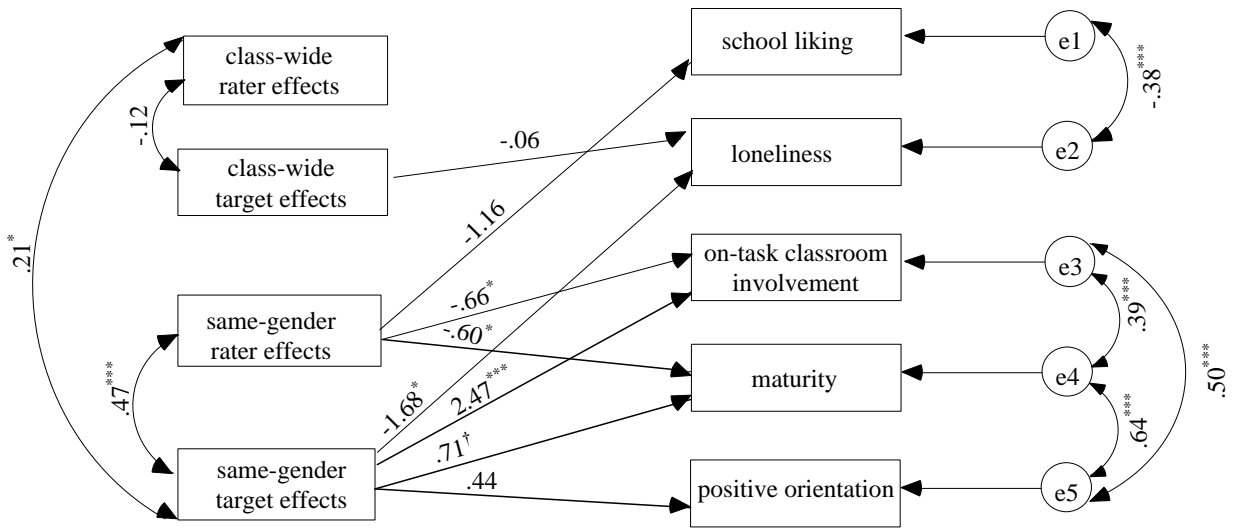 class-wide
rater effects
class-wide
target effects
same-gender
rater effects
same-gender
target effects
-.12
.21*
.47***
-.06
-1.16
-.66*
-.60*
-1.68*
2.47***
.71†
.44
school liking
loneliness
on-task classroom
involvement
maturity
positive orientation
e1
e2
e3
e4
e5
-.38***
.39***
.64***
.50***